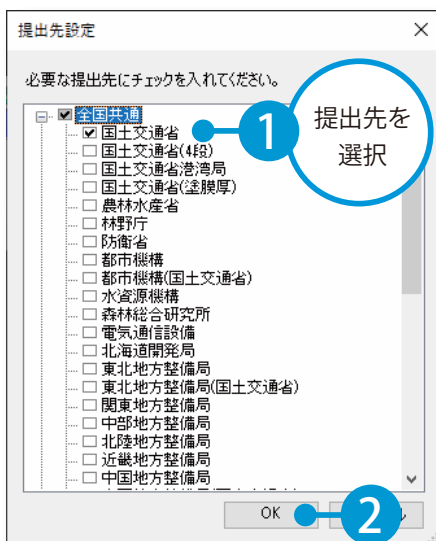 提出先設定
必要な提出先にチェックを入れてください。
全国共通
国土交通省
国土交通省(4段)
国土交通省港湾局
国土交通省(塗膜厚)
農林水産省
林野庁
防衛省
都市機構
都市機構(国土交通省)
水資源機構
森林総合研究所
電気通信設備
北海道開発局
東北地方整備局
東北地方整備局(国土交通省)
関東地方整備局
中部地方整備局
北陸地方整備局
近畿地方整備局
中国地方整備局
1
提出先を
選択
OK
2